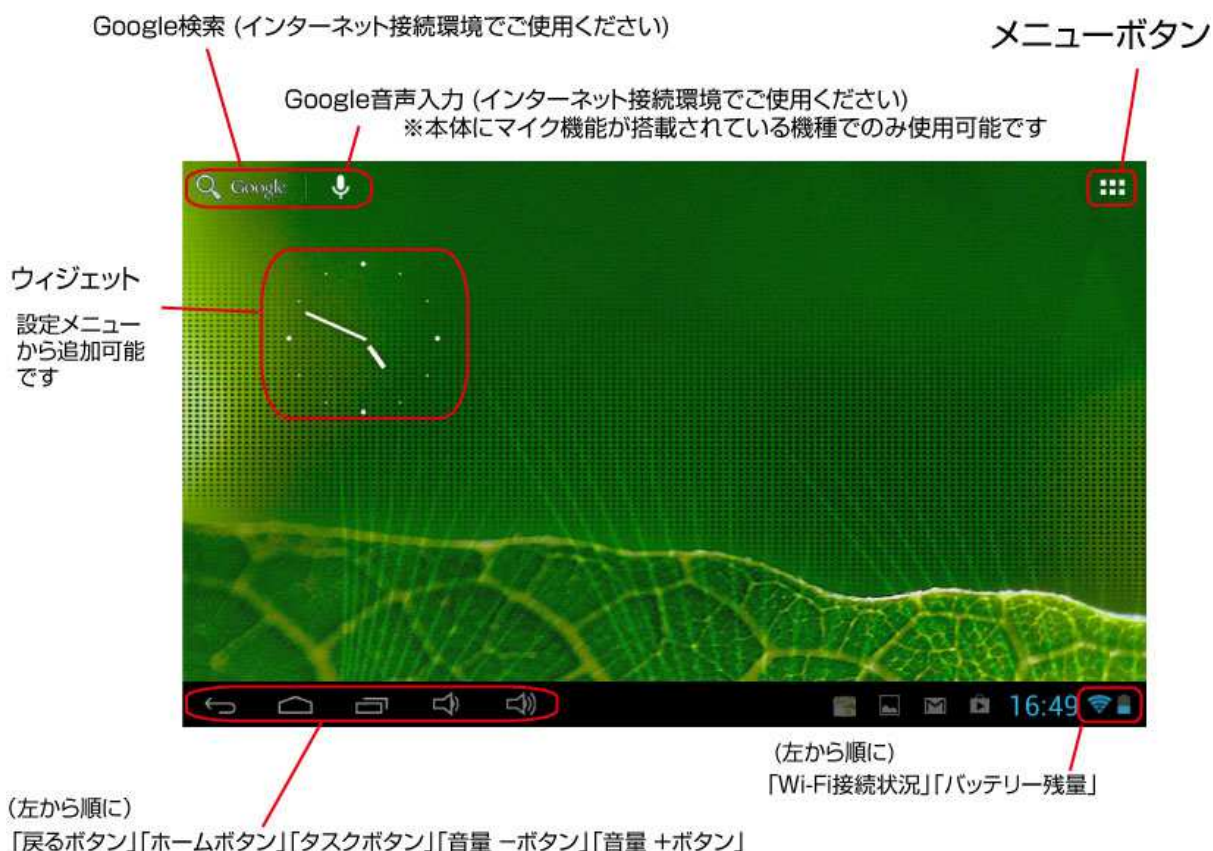 Google検索 (インターネット接続環境でご使用ください)
メニューボタン
Google音声入力 (インターネット接続環境でご使用ください)
※本体にマイク機能が搭載されている機種でのみ使用可能です
Google
ウィジェット
設定メニュー
から追加可能
です
16:49
(左から順に)
「Wi-Fi接続状況」「バッテリー残量」
(左から順に)
「戻るボタン」「ホームボタン」「タスクボタン」「音量 −ボタン」「音量 +ボタン」